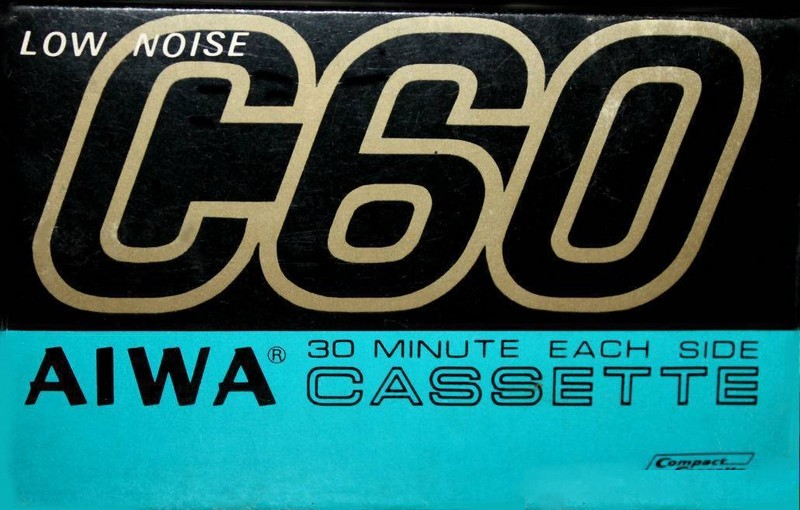 LOW NOISE
C60
AIWA®
30 MINUTE EACH SIDE
CASSETTE
Compact